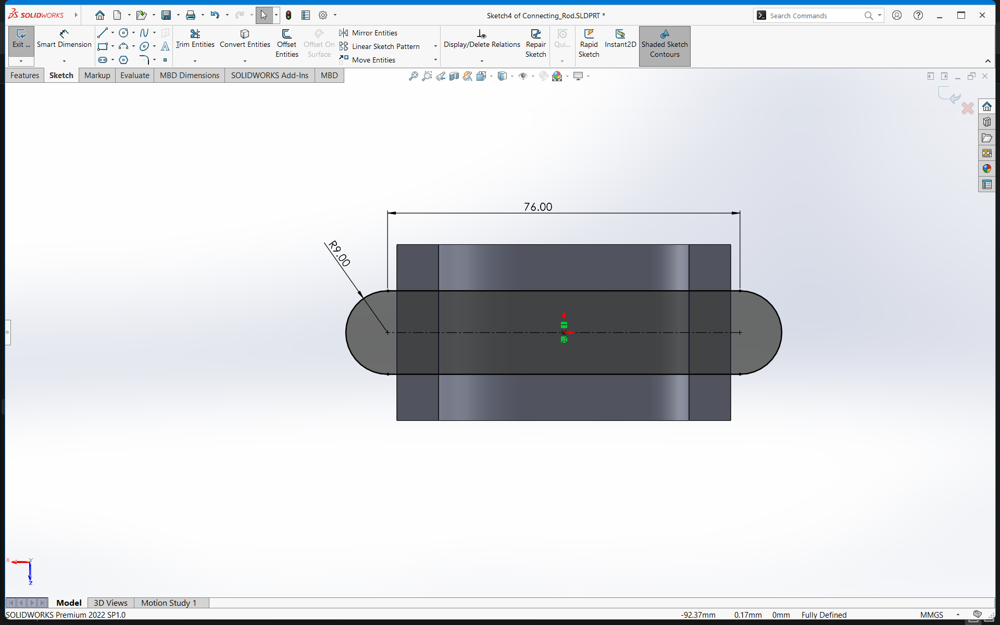 SOLIDWORKS
Sketch4 of Connecting_Rod.SLDPRT *
Search Commands
Exit ...
Smart Dimension
Trim Entities
Convert Entities
Offset Entities
Offset On Surface
Mirror Entities
Linear Sketch Pattern
Move Entities
Display/Delete Relations
Repair Sketch
Qui...
Rapid Sketch
Instant2D
Shaded Sketch Contours
Features
Sketch
Markup
Evaluate
MBD Dimensions
SOLIDWORKS Add-Ins
MBD
76.00
R9.00
X
Y
Z
Model
3D Views
Motion Study 1
SOLIDWORKS Premium 2022 SP1.0
-92.37mm
0.17mm
0mm
Fully Defined
MMGS